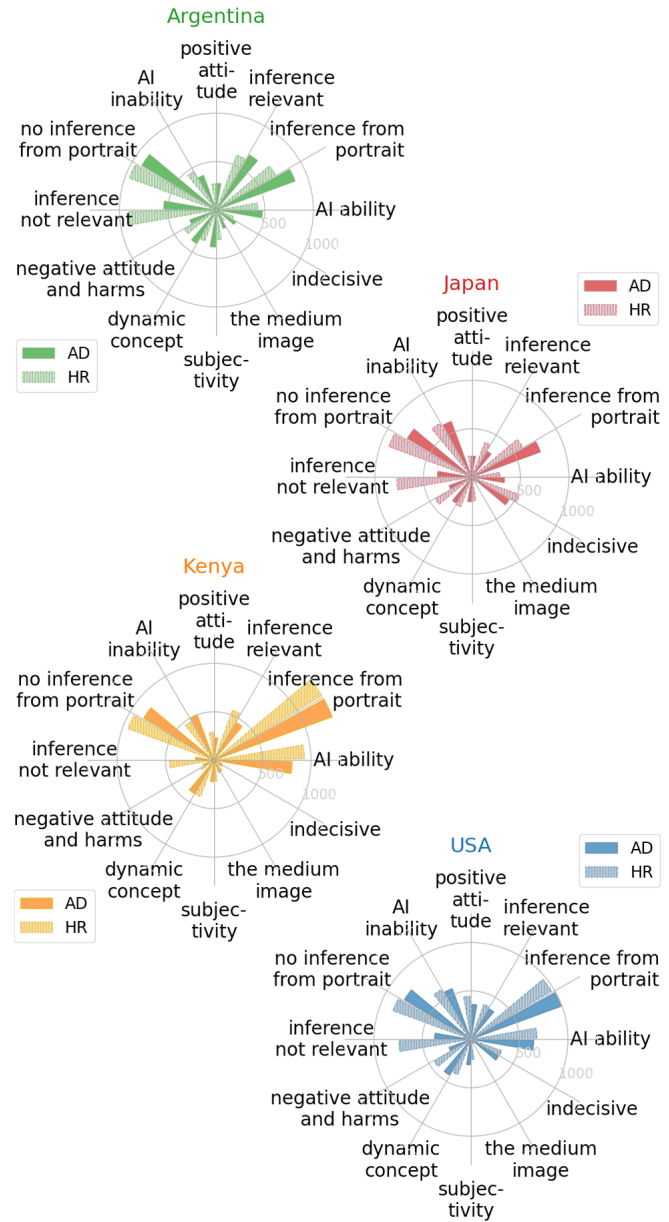 Argentina
positive
atti-
tude
AI
inability
inference
relevant
no inference
from portrait
inference from
portrait
inference
not relevant
AI ability
500
1000
negative attitude
and harms
indecisive
dynamic
concept
the medium
image
subjec-
tivity
AD
HR
Japan
AD
HR
positive
atti-
tude
AI
inability
inference
relevant
no inference
from portrait
inference from
portrait
inference
not relevant
AI ability
500
1000
negative attitude
and harms
indecisive
dynamic
concept
the medium
image
subjec-
tivity
Kenya
positive
atti-
tude
AI
inability
inference
relevant
no inference
from portrait
inference from
portrait
inference
not relevant
AI ability
500
1000
negative attitude
and harms
indecisive
dynamic
concept
the medium
image
subjec-
tivity
AD
HR
USA
AD
HR
positive
atti-
tude
AI
inability
inference
relevant
no inference
from portrait
inference from
portrait
inference
not relevant
AI ability
500
1000
negative attitude
and harms
indecisive
dynamic
concept
the medium
image
subjec-
tivity